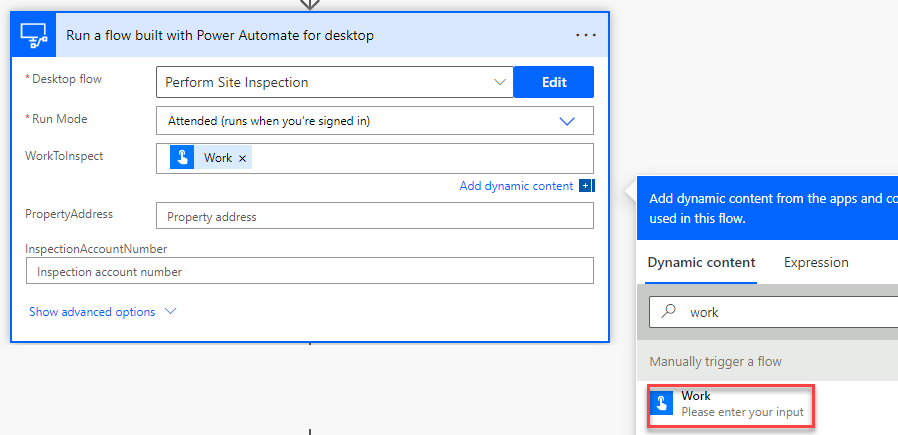 Run a flow built with Power Automate for desktop
* Desktop flow
Perform Site Inspection
Edit
* Run Mode
Attended (runs when you're signed in)
WorkToInspect
Work ×
Add dynamic content
PropertyAddress
Property address
InspectionAccountNumber
Inspection account number
Show advanced options
Add dynamic content from the apps and co
used in this flow.
Dynamic content
Expression
work
Manually trigger a flow
Work
Please enter your input